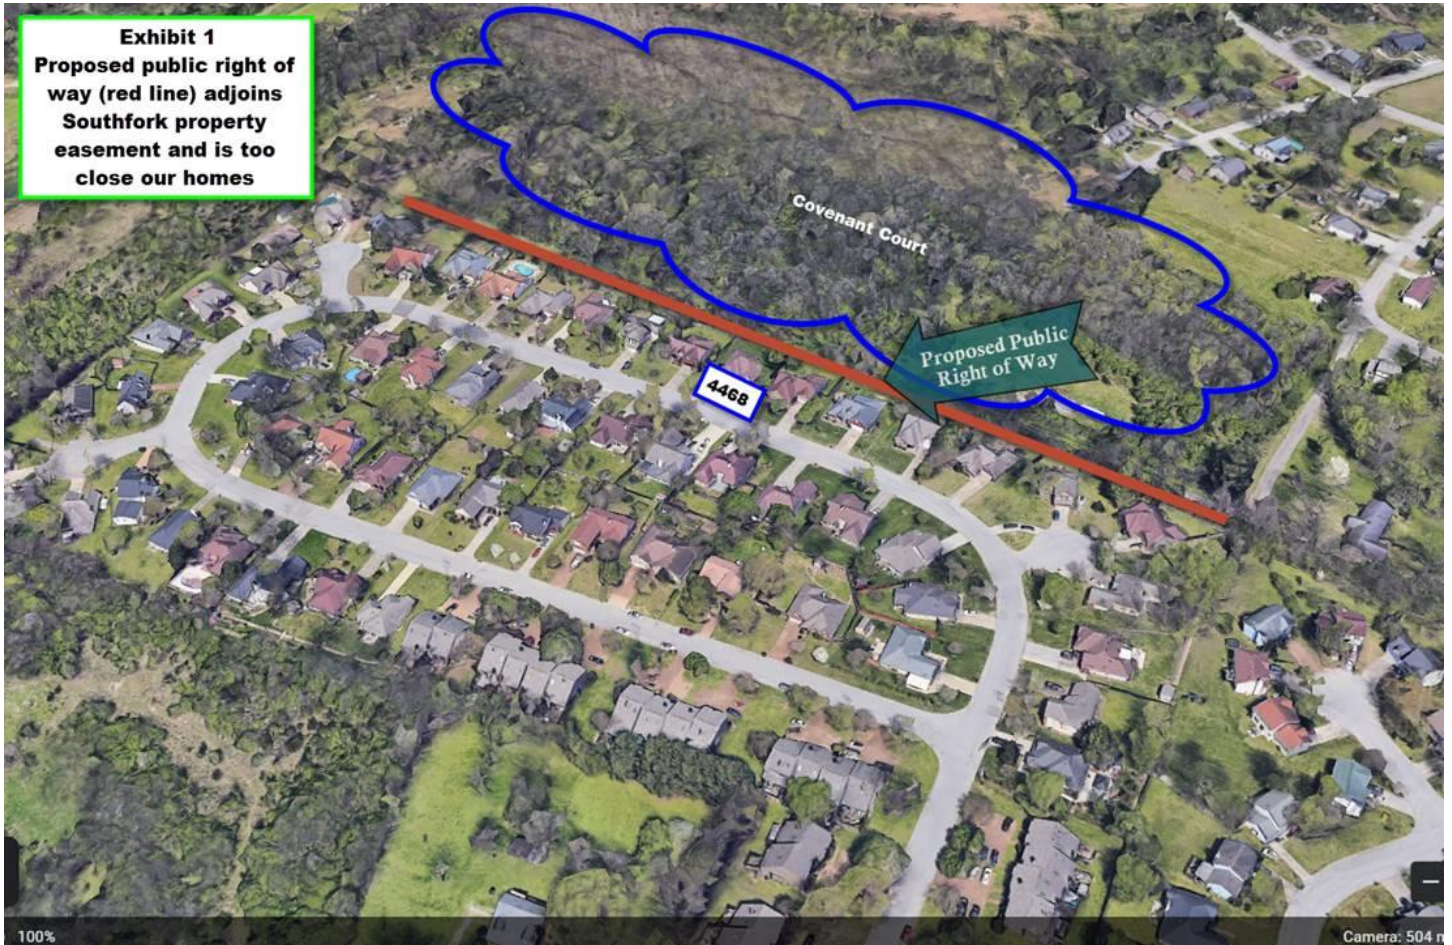 Exhibit 1
Proposed public right of
way (red line) adjoins
Southfork property
easement and is too
close our homes
Covenant Court
Proposed Public
Right of Way
4468
100%
Camera: 504 m